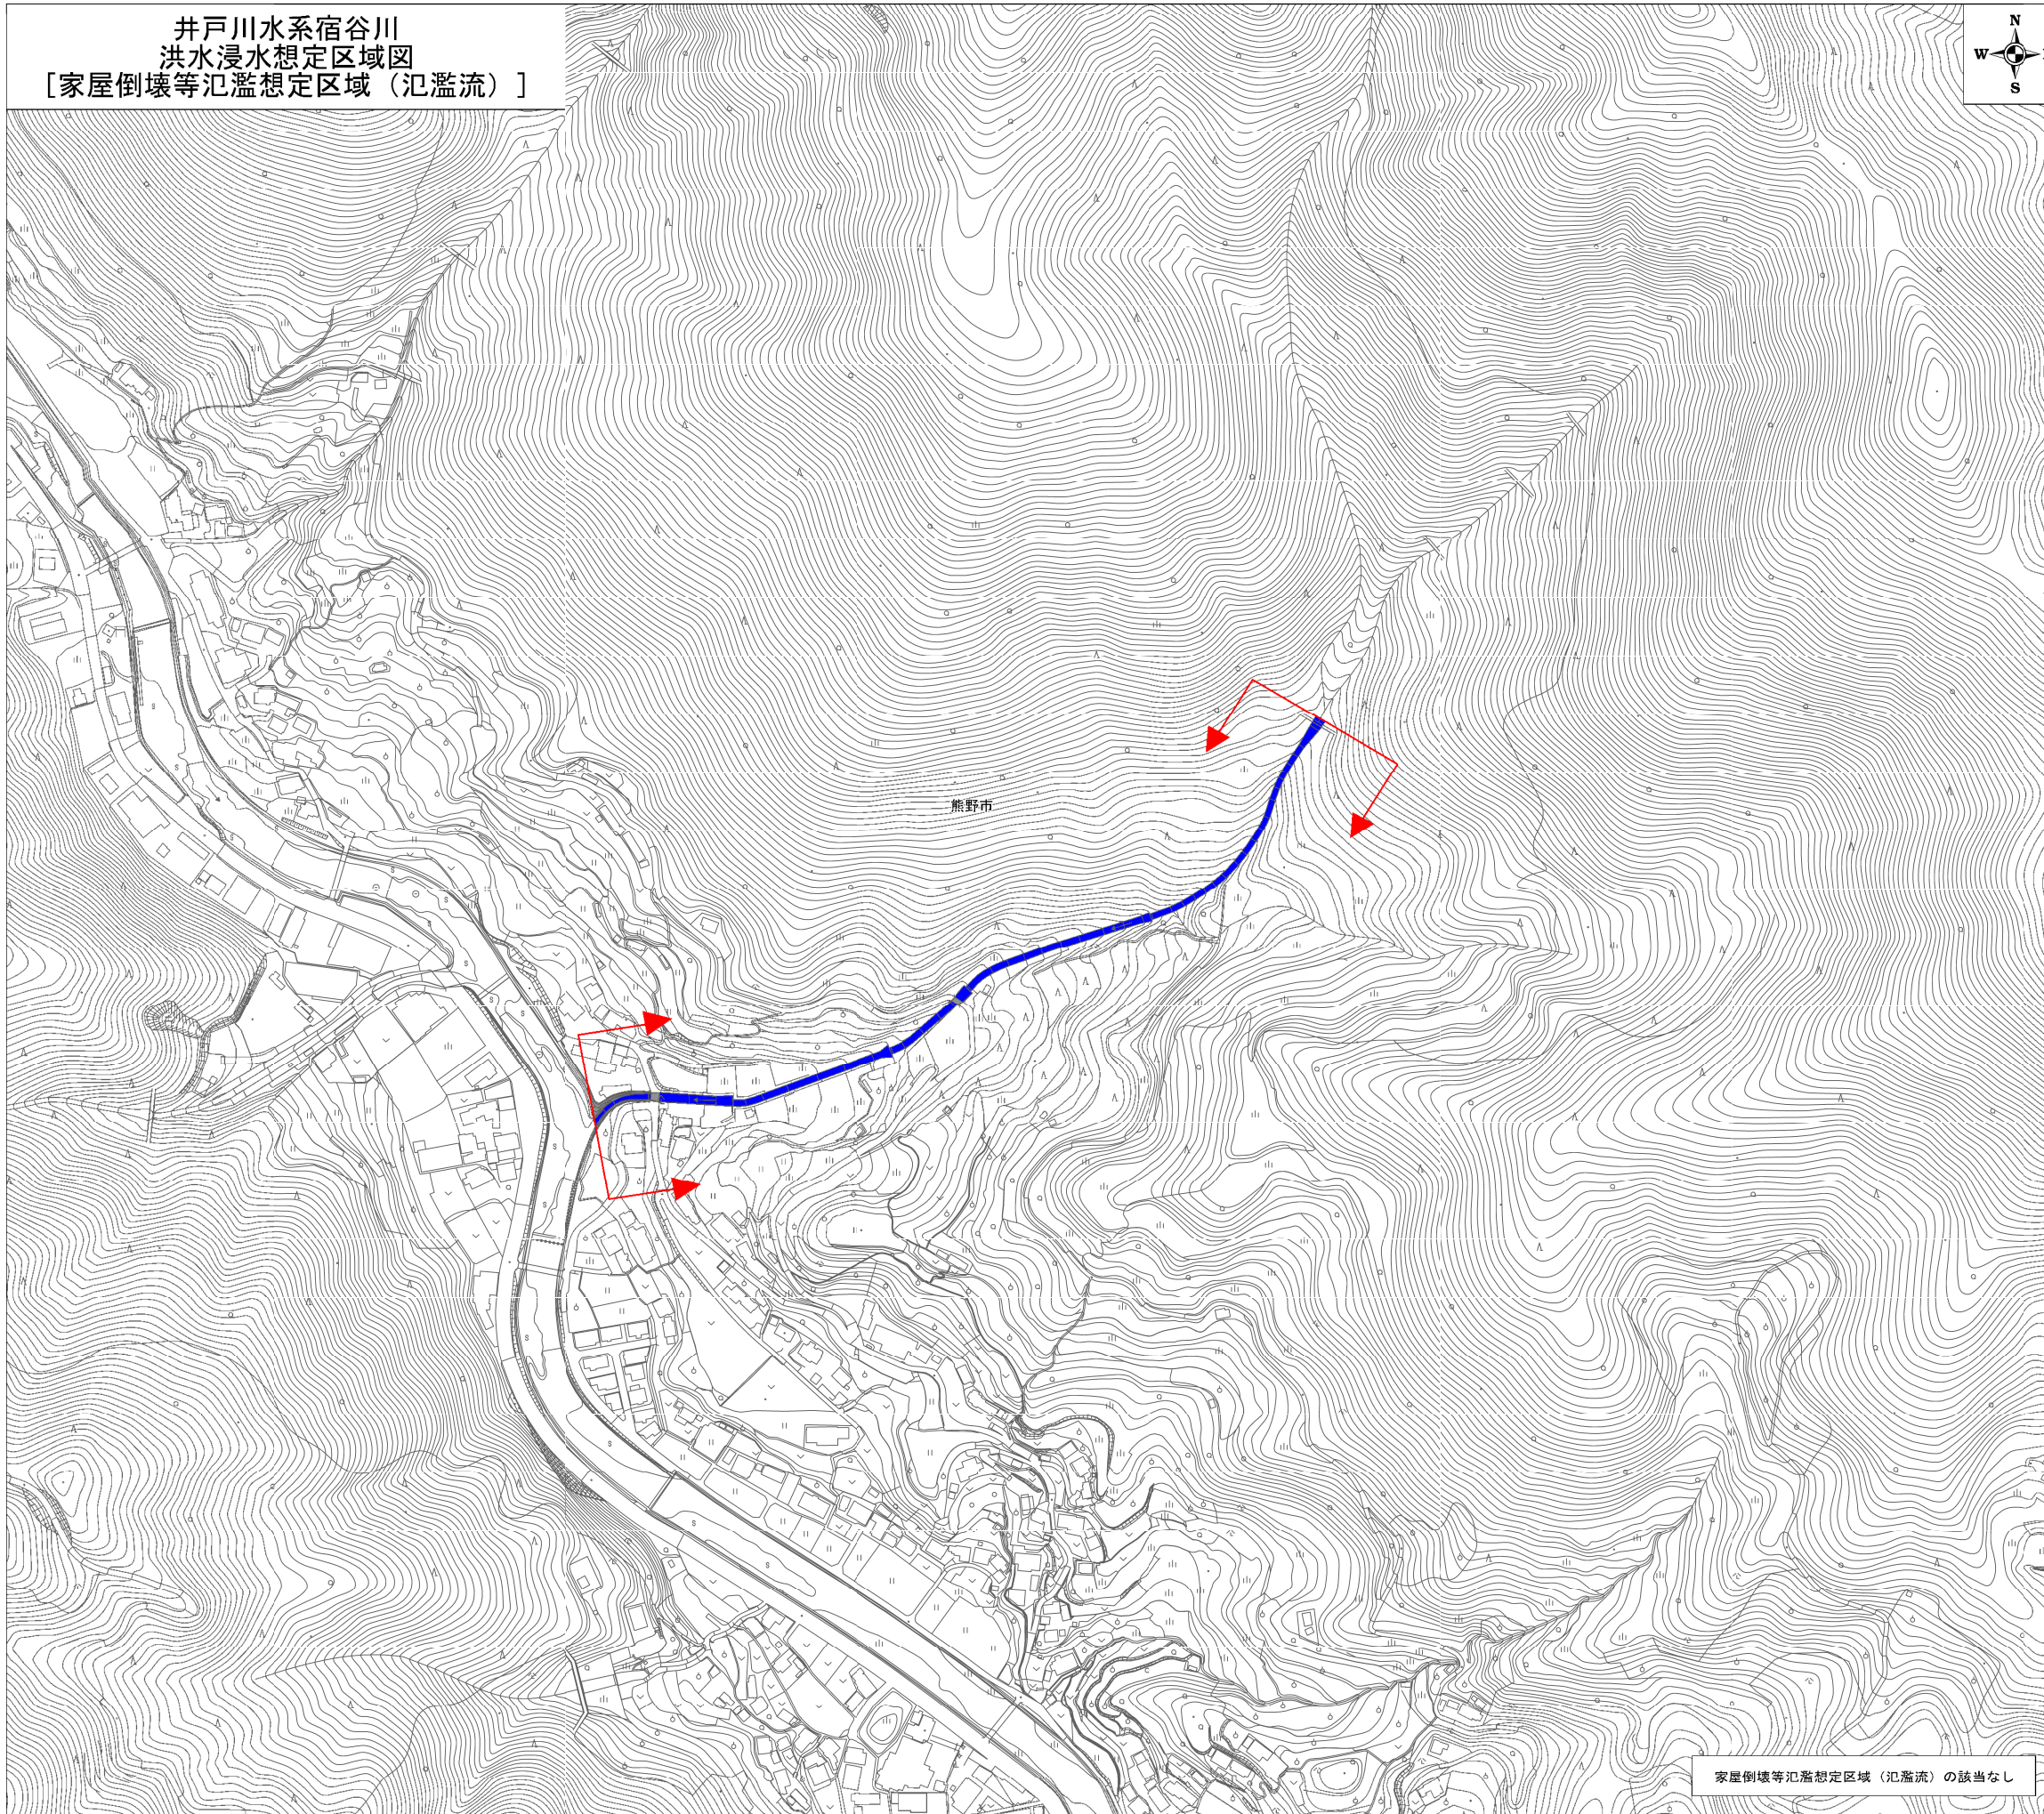 井戸川水系宿谷川
洪水浸水想定区域図
［家屋倒壊等氾濫想定区域（氾濫流）］
N
W
S
熊野市
家屋倒壊等氾濫想定区域（氾濫流）の該当なし